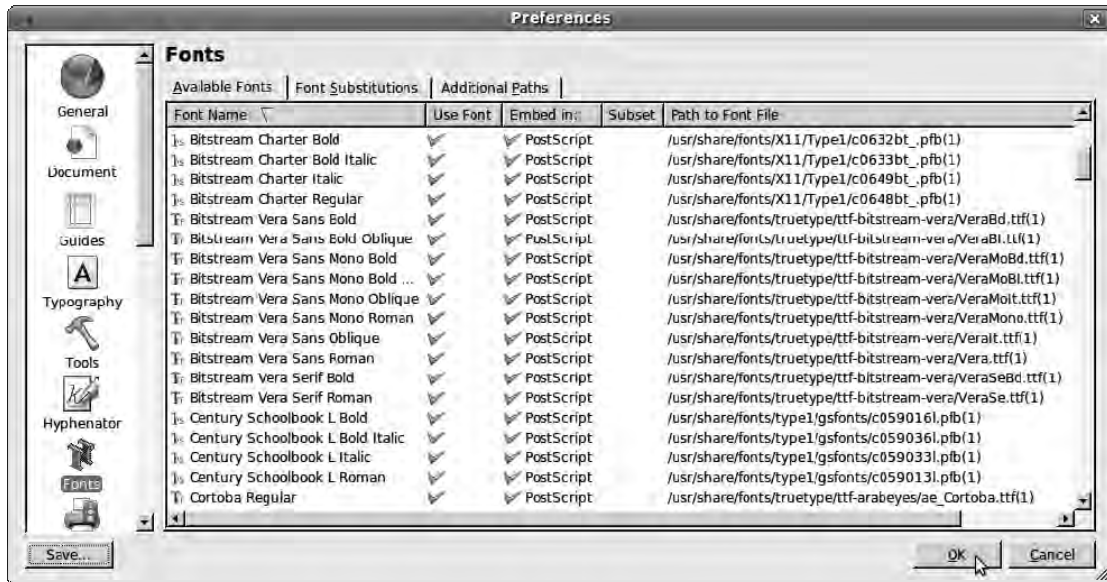 Preferences
General
Document
Guides
Typography
Tools
Hyphenator
Fonts
Fonts
Available Fonts Font Substitutions Additional Paths
Font Name Use Font Embed in: Subset Path to Font File
Bitstream Charter Bold PostScript /usr/share/fonts/X11/Type1/c0632bt_.pfb(1)
Bitstream Charter Bold Italic PostScript /usr/share/fonts/X11/Type1/c0633bt_.pfb(1)
Bitstream Charter Italic PostScript /usr/share/fonts/X11/Type1/c0649bt_.pfb(1)
Bitstream Charter Regular PostScript /usr/share/fonts/X11/Type1/c0648bt_.pfb(1)
Bitstream Vera Sans Bold PostScript /usr/share/fonts/truetype/ttf-bitstream-vera/VeraBd.ttf(1)
Bitstream Vera Sans Bold Oblique PostScript /usr/share/fonts/truetype/ttf-bitstream-vera/VeraBI.ttf(1)
Bitstream Vera Sans Mono Bold PostScript /usr/share/fonts/truetype/ttf-bitstream-vera/VeraMoBd.ttf(1)
Bitstream Vera Sans Mono Bold ... PostScript /usr/share/fonts/truetype/ttf-bitstream-vera/VeraMoBI.ttf(1)
Bitstream Vera Sans Mono Oblique PostScript /usr/share/fonts/truetype/ttf-bitstream-vera/VeraMoIt.ttf(1)
Bitstream Vera Sans Mono Roman PostScript /usr/share/fonts/truetype/ttf-bitstream-vera/VeraMono.ttf(1)
Bitstream Vera Sans Oblique PostScript /usr/share/fonts/truetype/ttf-bitstream-vera/VeraIt.ttf(1)
Bitstream Vera Sans Roman PostScript /usr/share/fonts/truetype/ttf-bitstream-vera/Vera.ttf(1)
Bitstream Vera Serif Bold PostScript /usr/share/fonts/truetype/ttf-bitstream-vera/VeraSeBd.ttf(1)
Bitstream Vera Serif Roman PostScript /usr/share/fonts/truetype/ttf-bitstream-vera/VeraSe.ttf(1)
Century Schoolbook L Bold PostScript /usr/share/fonts/type1/gsfonts/c059016l.pfb(1)
Century Schoolbook L Bold Italic PostScript /usr/share/fonts/type1/gsfonts/c059036l.pfb(1)
Century Schoolbook L Italic PostScript /usr/share/fonts/type1/gsfonts/c059033l.pfb(1)
Century Schoolbook L Roman PostScript /usr/share/fonts/type1/gsfonts/c059013l.pfb(1)
Cortoba Regular PostScript /usr/share/fonts/truetype/ttf-arabeyes/ae_Cortoba.ttf(1)
Save... OK Cancel